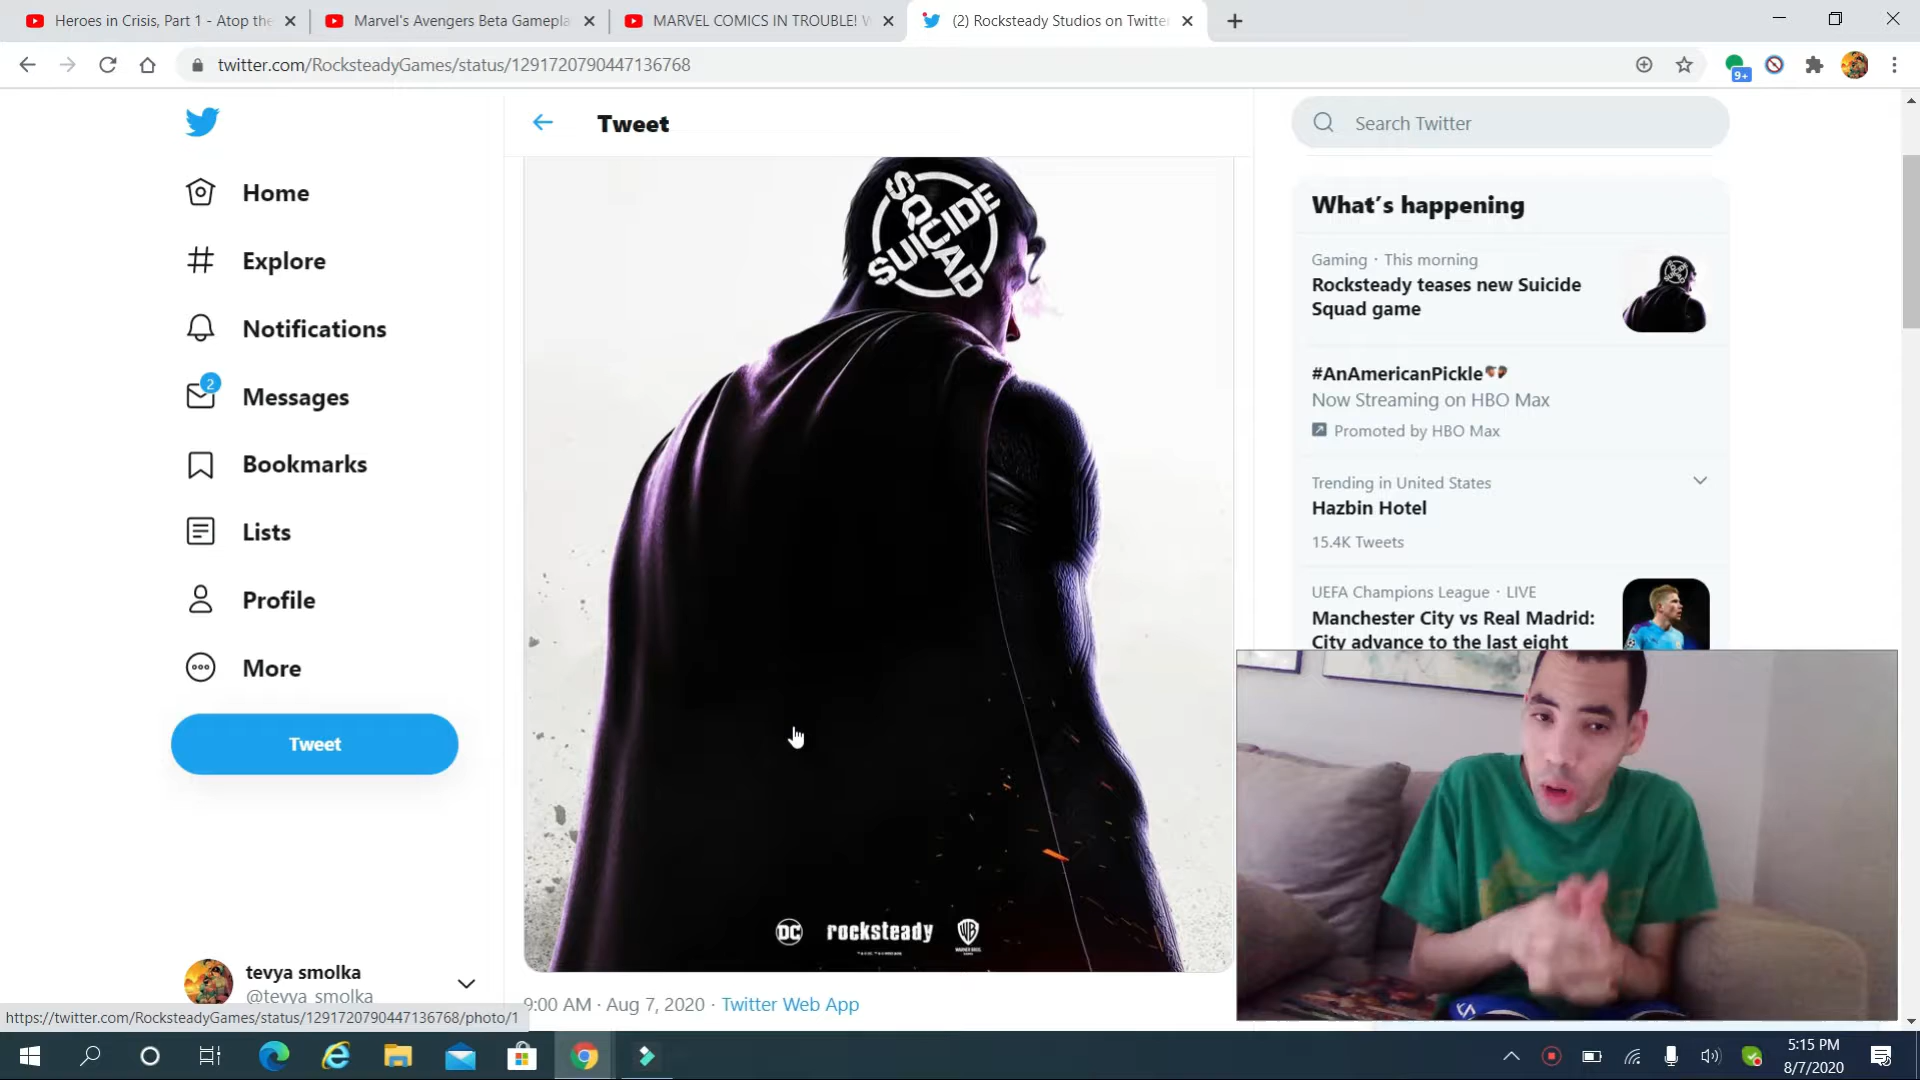 Heroes in Crisis, Part 1 - Atop the
Marvel's Avengers Beta Gamepla
MARVEL COMICS IN TROUBLE! W
(2) Rocksteady Studios on Twitter
twitter.com/RocksteadyGames/status/1291720790447136768
9+
Tweet
Search Twitter
Home
Explore
Notifications
2
Messages
Bookmarks
Lists
Profile
More
Tweet
SUICIDE
SQUAD
DC
rocksteady
WB
What's happening
Gaming · This morning
Rocksteady teases new Suicide
Squad game
#AnAmericanPickle
Now Streaming on HBO Max
Promoted by HBO Max
Trending in United States
Hazbin Hotel
15.4K Tweets
UEFA Champions League · LIVE
Manchester City vs Real Madrid:
City advance to the last eight
tevya smolka
@tevya_smolka
9:00 AM · Aug 7, 2020 · Twitter Web App
https://twitter.com/RocksteadyGames/status/1291720790447136768/photo/1
5:15 PM
8/7/2020